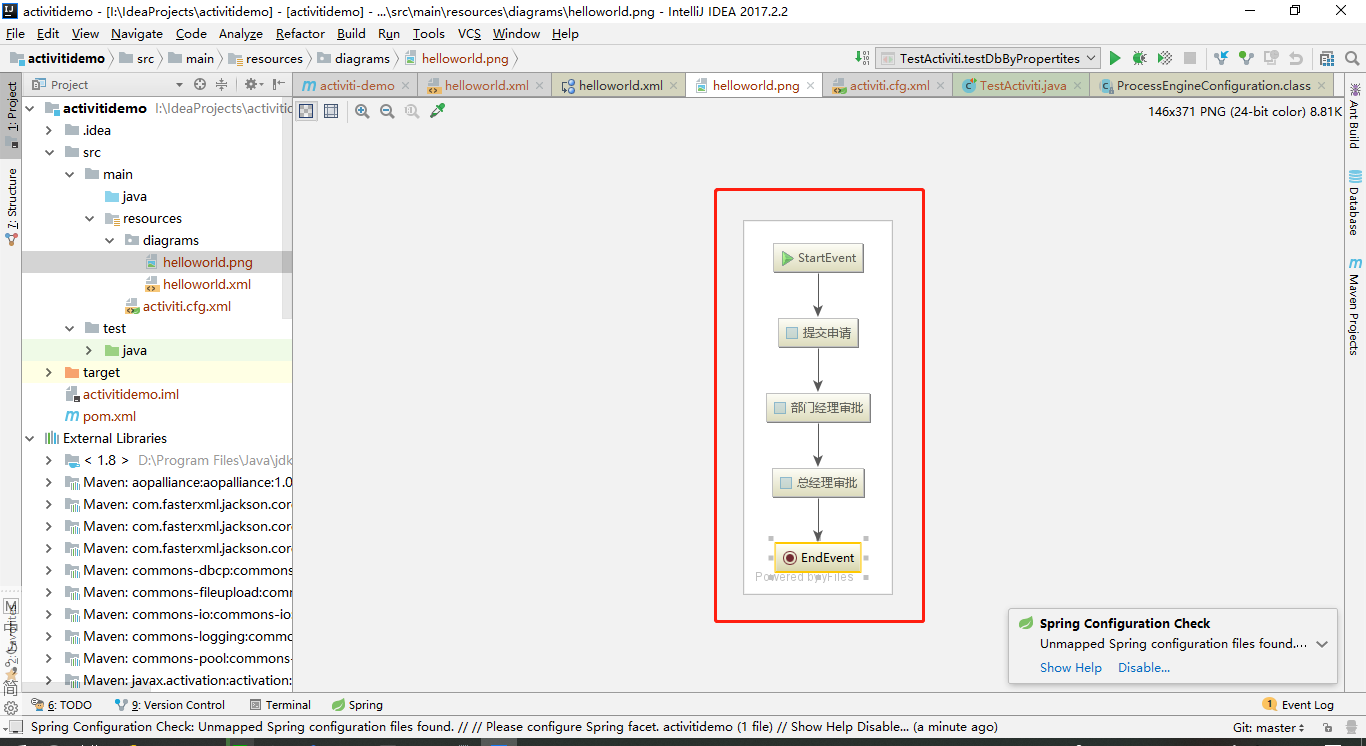 activitidemo - [I:\IdeaProjects\activitidemo] - [activitidemo] - ...\src\main\resources\diagrams\helloworld.png - IntelliJ IDEA 2017.2.2
File Edit View Navigate Code Analyze Refactor Build Run Tools VCS Window Help
activitidemo src main resources diagrams helloworld.png TestActiviti.testDbByPropertites
Project activiti-demo helloworld.xml helloworld.xml helloworld.png activiti.cfg.xml TestActiviti.java ProcessEngineConfiguration.class
146x371 PNG (24-bit color) 8.81K
1: Project
7: Structure
activitidemo I:\IdeaProjects\activitid
.idea
src
main
java
resources
diagrams
helloworld.png
helloworld.xml
activiti.cfg.xml
test
java
target
activitidemo.iml
pom.xml
External Libraries
< 1.8 > D:\Program Files\Java\jdk
Maven: aopalliance:aopalliance:1.0
Maven: com.fasterxml.jackson.cor
Maven: com.fasterxml.jackson.cor
Maven: com.fasterxml.jackson.cor
Maven: commons-dbcp:commons
Maven: commons-fileupload:comm
Maven: commons-io:commons-io
Maven: commons-logging:commo
Maven: commons-pool:commons-
Maven: javax.activation:activation:
StartEvent
提交申请
部门经理审批
总经理审批
EndEvent
Powered by yFiles
Ant Build
Database
Maven Projects
Spring Configuration Check
Unmapped Spring configuration files found....
Show Help Disable...
6: TODO 9: Version Control Terminal Spring 1 Event Log
Spring Configuration Check: Unmapped Spring configuration files found. // // Please configure Spring facet. activitidemo (1 file) // Show Help Disable... (a minute ago) Git: master